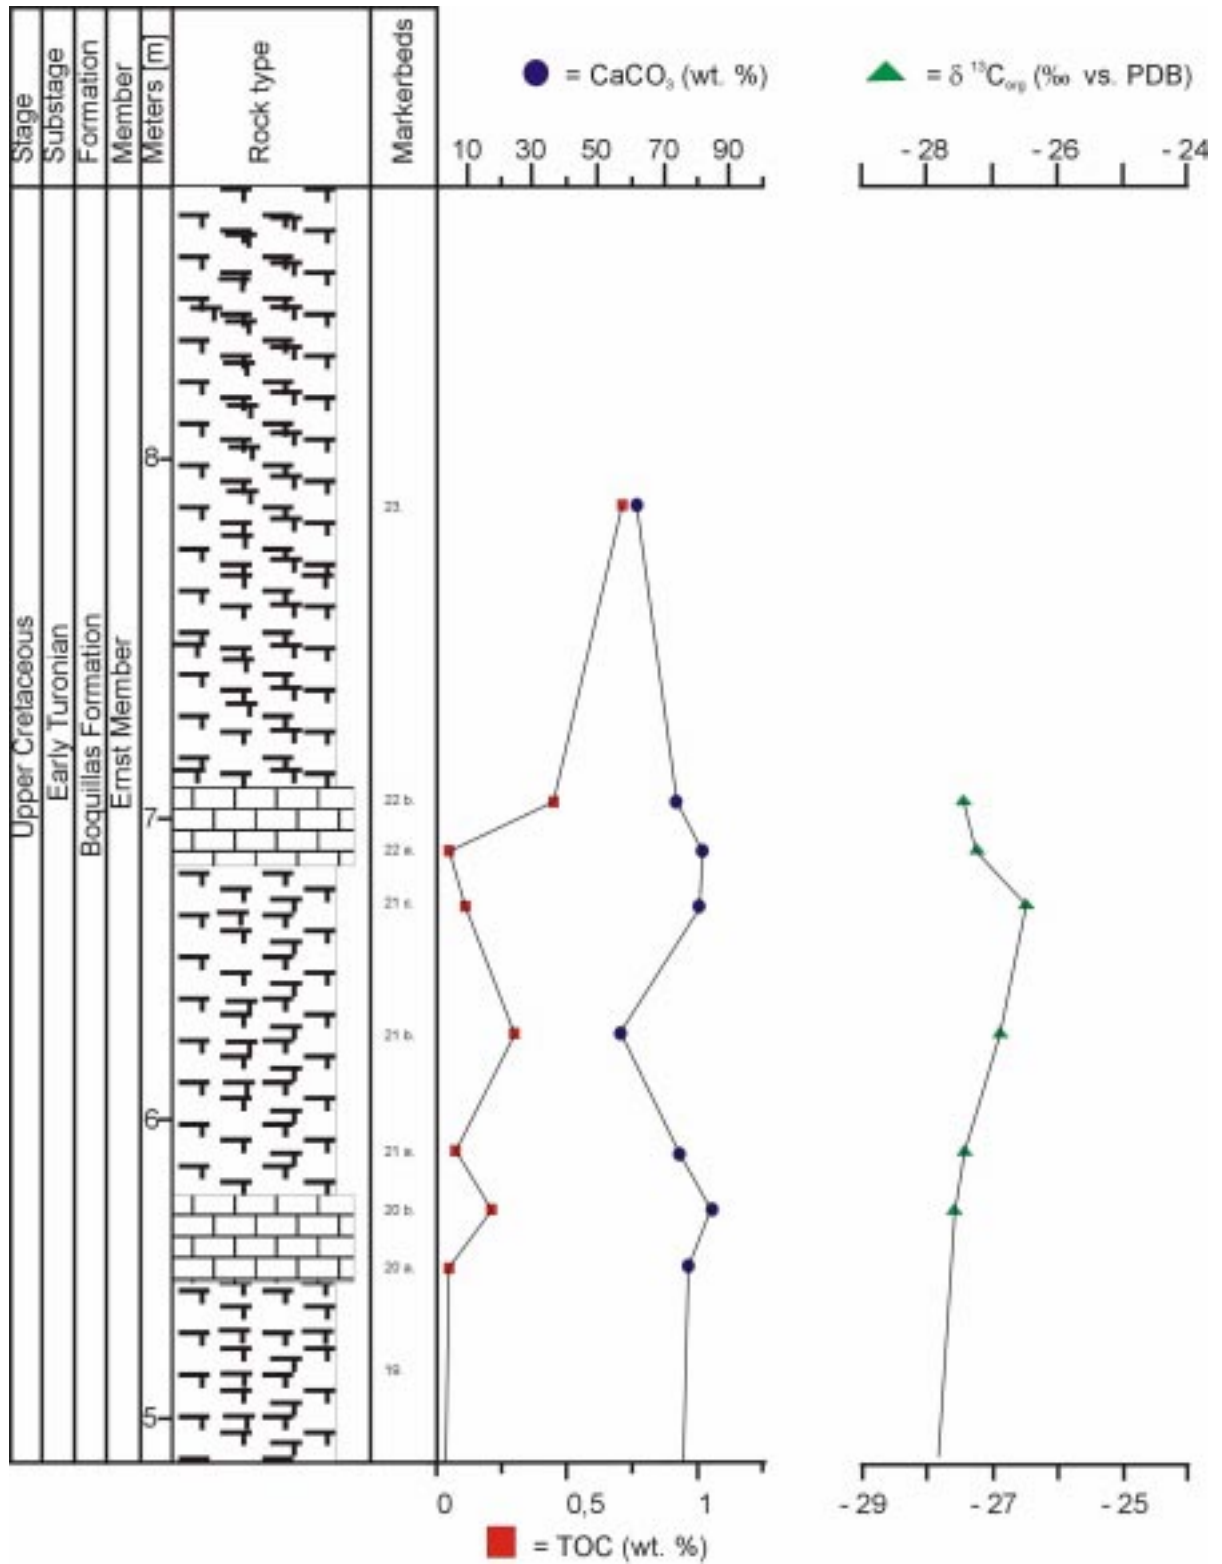 Stage
Substage
Formation
Member
Meters [m]
Rock type
Markerbeds
= CaCO₃ (wt. %)
= δ ¹³C_org (‰ vs. PDB)
10 30 50 70 90
- 28 - 26 - 24
Upper Cretaceous
Early Turonian
Boquillas Formation
Ernst Member
8
23.
22 b.
7
22 a.
21 c.
21 b.
6
21 a.
20 b.
20 a.
19.
5
0 0,5 1
- 29 - 27 - 25
= TOC (wt. %)